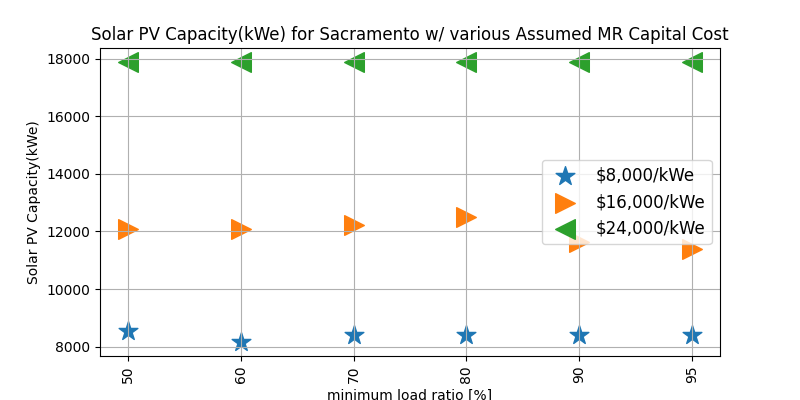 Solar PV Capacity(kWe) for Sacramento w/ various Assumed MR Capital Cost
Solar PV Capacity(kWe)
18000
16000
14000
12000
10000
8000
$8,000/kWe
$16,000/kWe
$24,000/kWe
50
60
70
80
90
95
minimum load ratio [%]